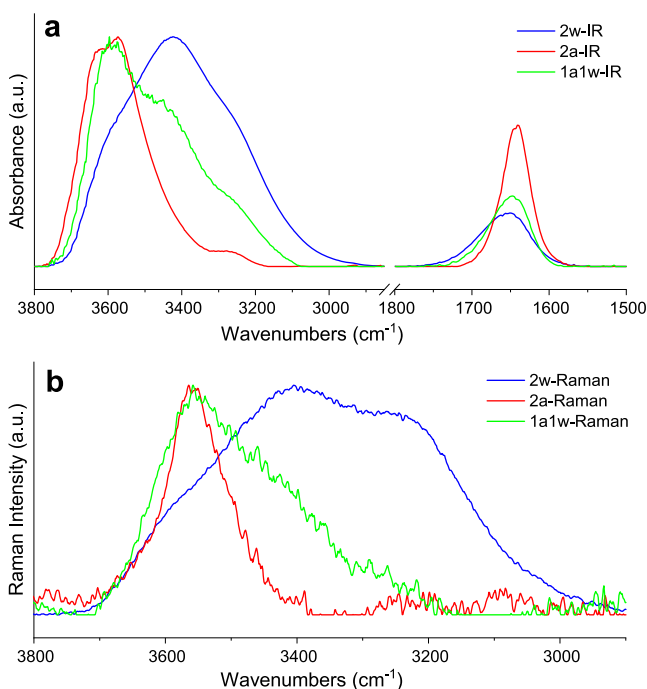 a
2w-IR
2a-IR
1a1w-IR
Absorbance (a.u.)
3800 3600 3400 3200 3000 1800 1700 1600 1500
Wavenumbers (cm⁻¹)
b
2w-Raman
2a-Raman
1a1w-Raman
Raman Intensity (a.u.)
3800 3600 3400 3200 3000
Wavenumbers (cm⁻¹)